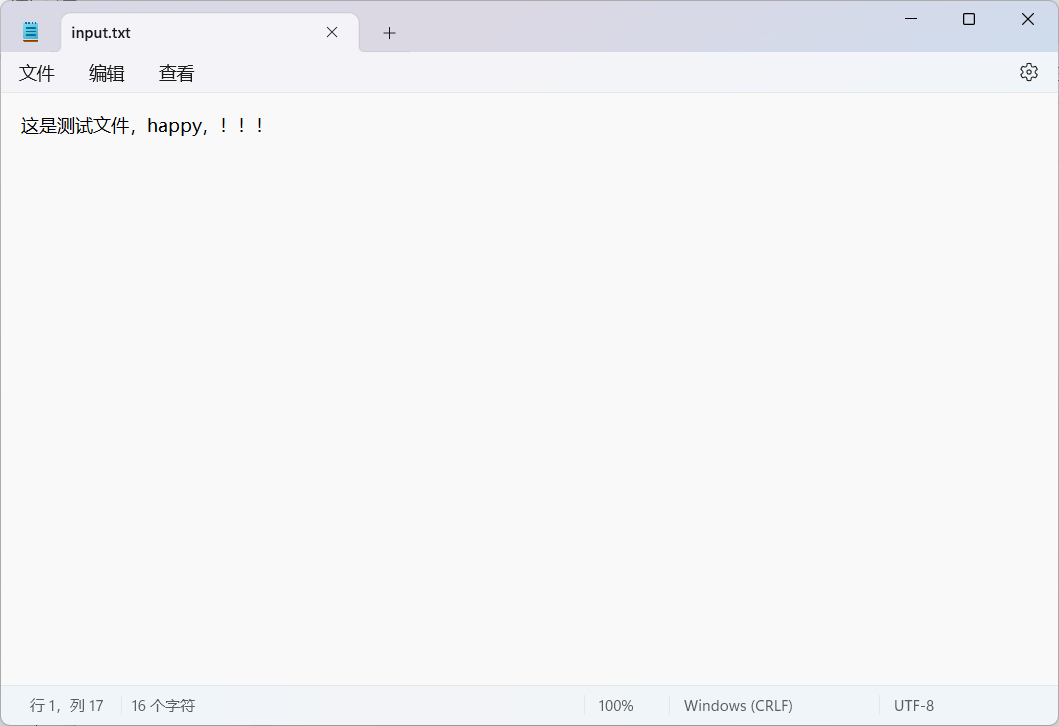 input.txt
文件 编辑 查看
这是测试文件，happy，！！！
行 1，列 17 16 个字符 100% Windows (CRLF) UTF-8